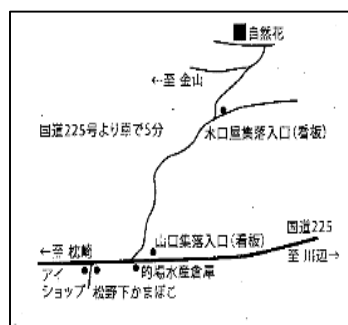 自然花
←至 金山
国道225号より車で5分
水口屋集落入口(看板)
国道225
山口集落入口(看板)
←至 枕崎
至 川辺→
アイ
ショップ
的場水産倉庫
松野下かまぼこ